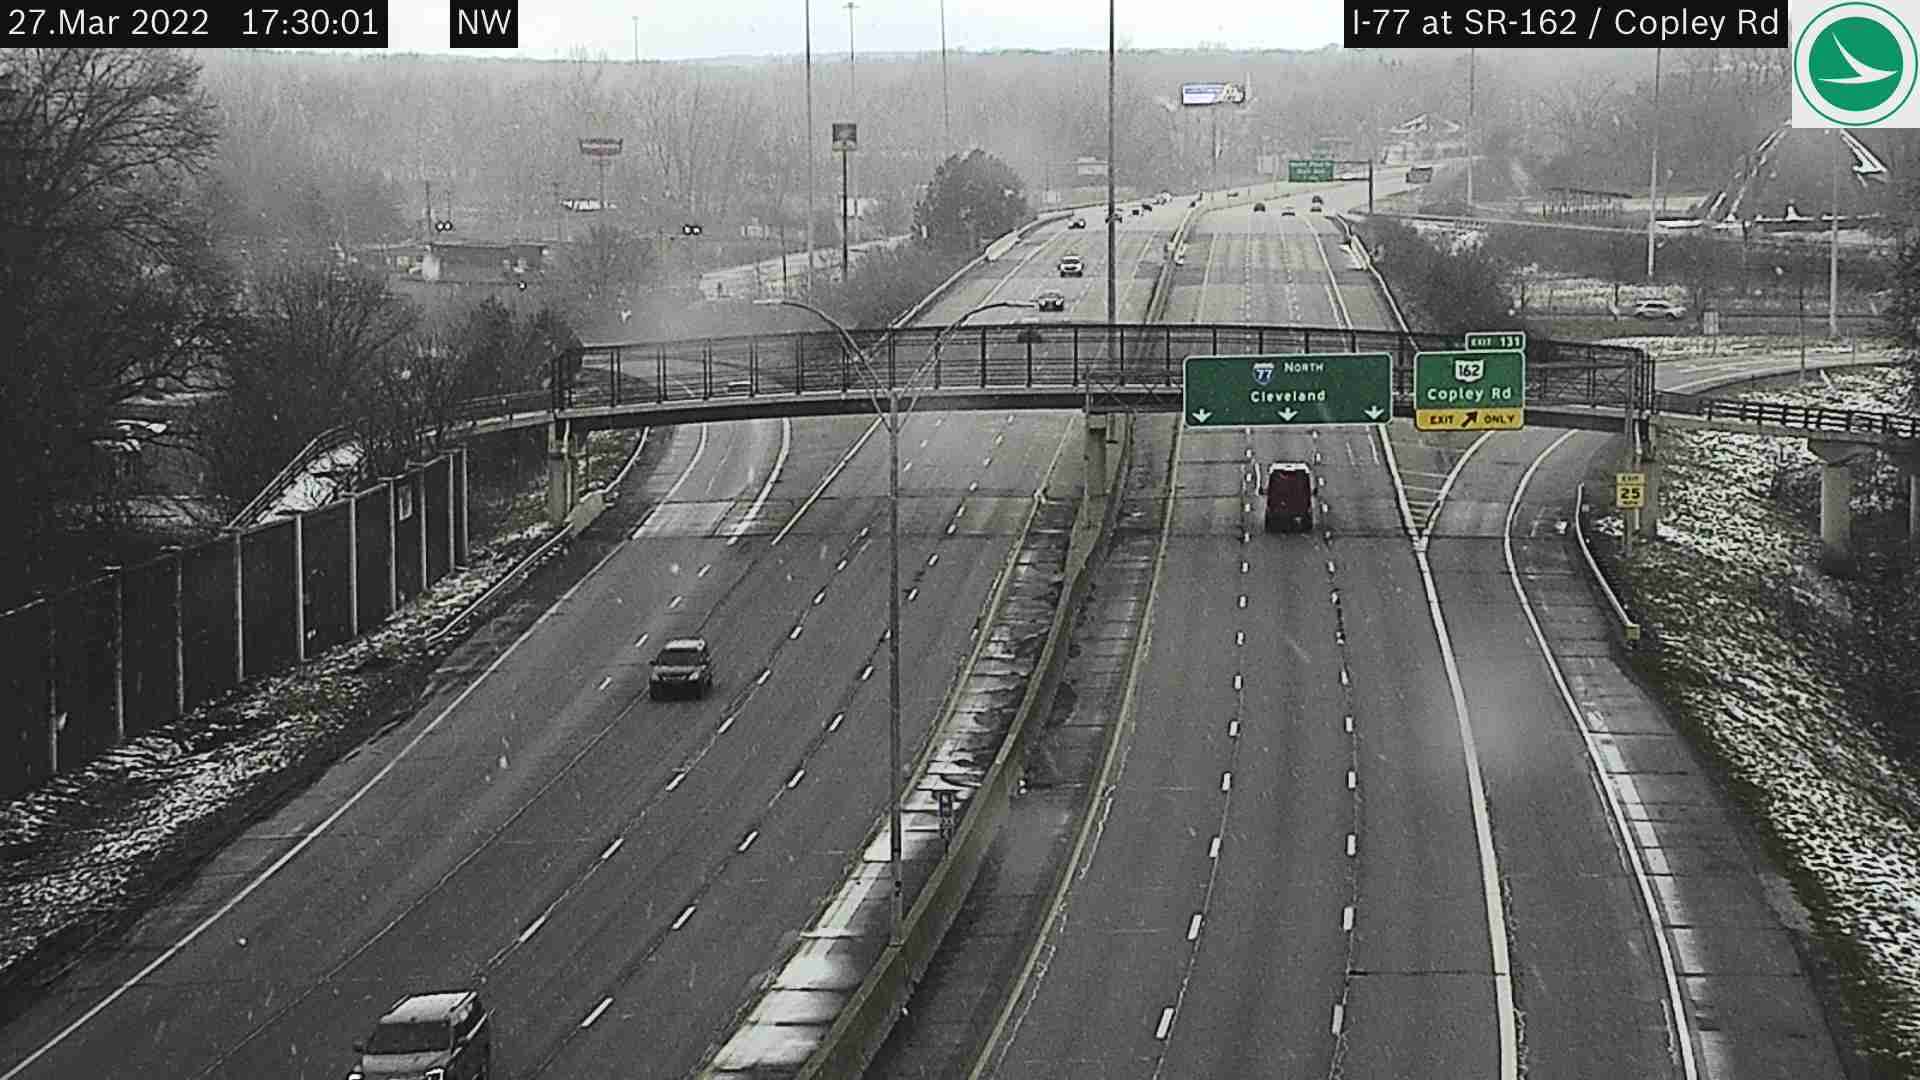 27.Mar 2022 17:30:01
NW
I-77 at SR-162 / Copley Rd
EXIT 131
77 NORTH
Cleveland
162
Copley Rd
EXIT ONLY
EXIT
25